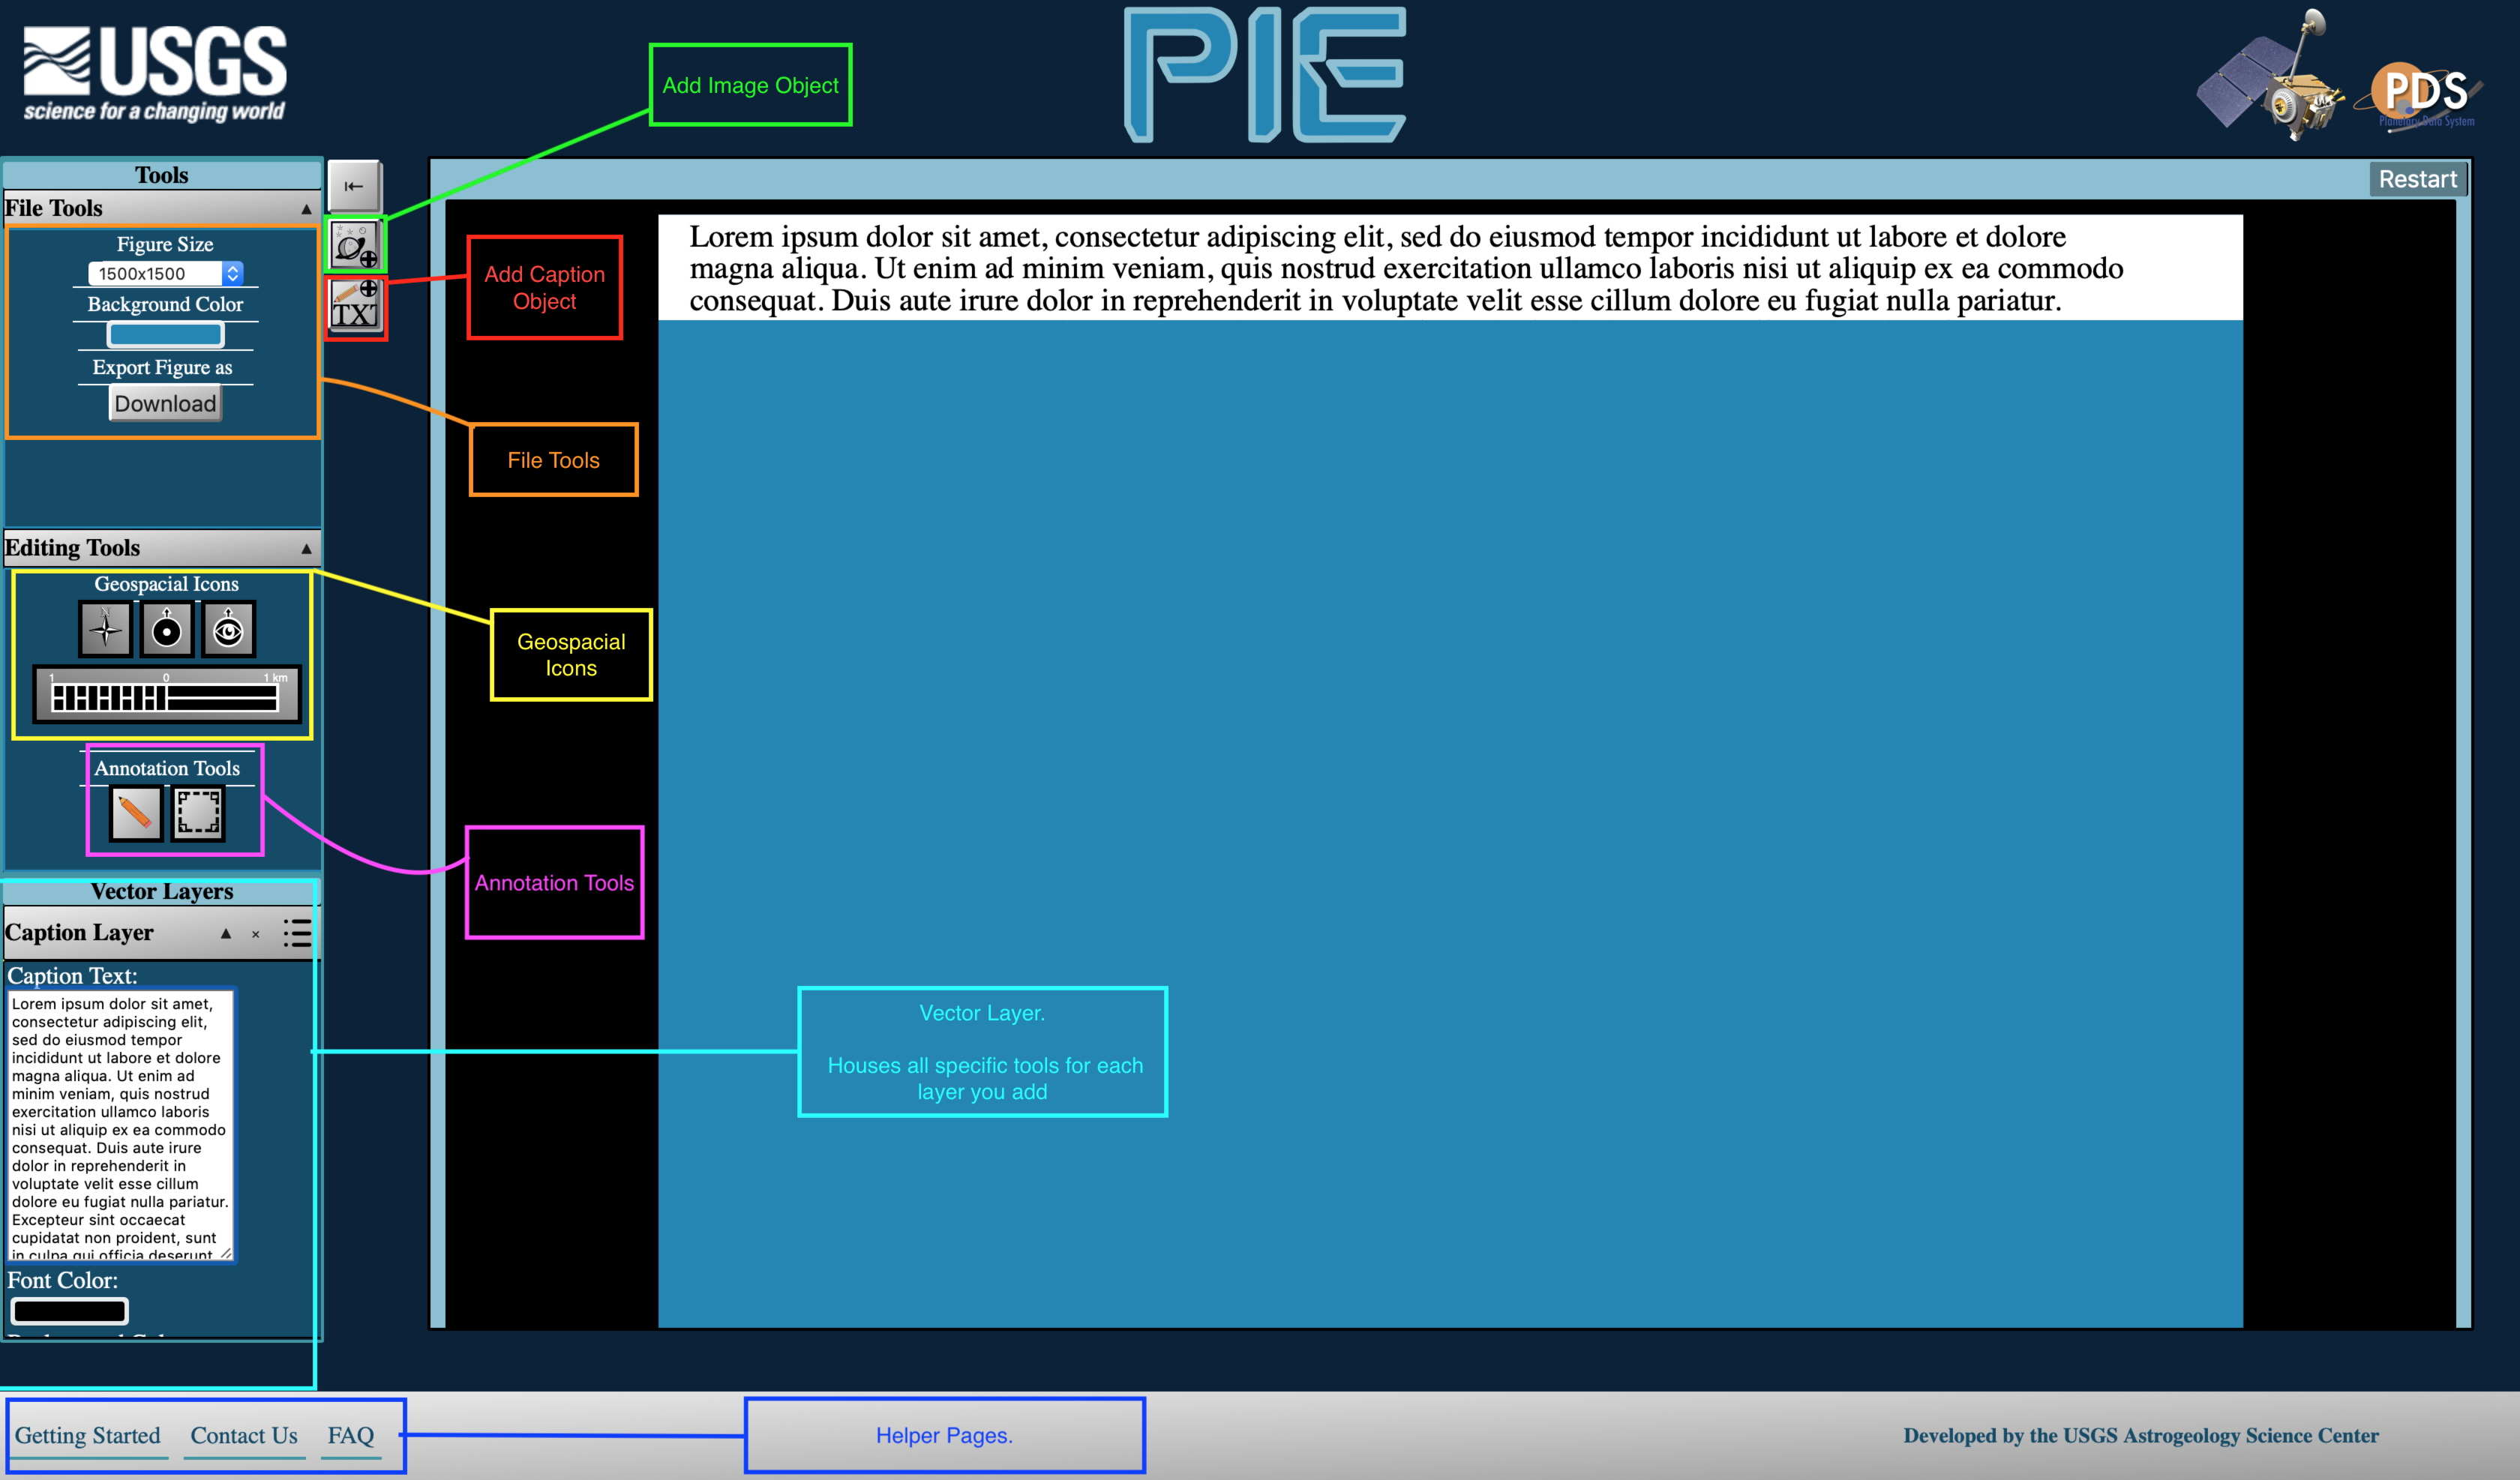 USGS
science for a changing world
PIE
PDS
Planetary Data System
Add Image Object
Tools
File Tools
Figure Size
1500x1500
Background Color
Export Figure as
Download
TXT
Add Caption
Object
File Tools
Restart
Lorem ipsum dolor sit amet, consectetur adipiscing elit, sed do eiusmod tempor incididunt ut labore et dolore
magna aliqua. Ut enim ad minim veniam, quis nostrud exercitation ullamco laboris nisi ut aliquip ex ea commodo
consequat. Duis aute irure dolor in reprehenderit in voluptate velit esse cillum dolore eu fugiat nulla pariatur.
Editing Tools
Geospacial Icons
N
1 0 1 km
Geospacial
Icons
Annotation Tools
Annotation Tools
Vector Layers
Caption Layer
Caption Text:
Lorem ipsum dolor sit amet,
consectetur adipiscing elit,
sed do eiusmod tempor
incididunt ut labore et dolore
magna aliqua. Ut enim ad
minim veniam, quis nostrud
exercitation ullamco laboris
nisi ut aliquip ex ea commodo
consequat. Duis aute irure
dolor in reprehenderit in
voluptate velit esse cillum
dolore eu fugiat nulla pariatur.
Excepteur sint occaecat
cupidatat non proident, sunt
in culpa qui officia deserunt
Font Color:
Vector Layer.
Houses all specific tools for each
layer you add
Getting Started Contact Us FAQ
Helper Pages.
Developed by the USGS Astrogeology Science Center